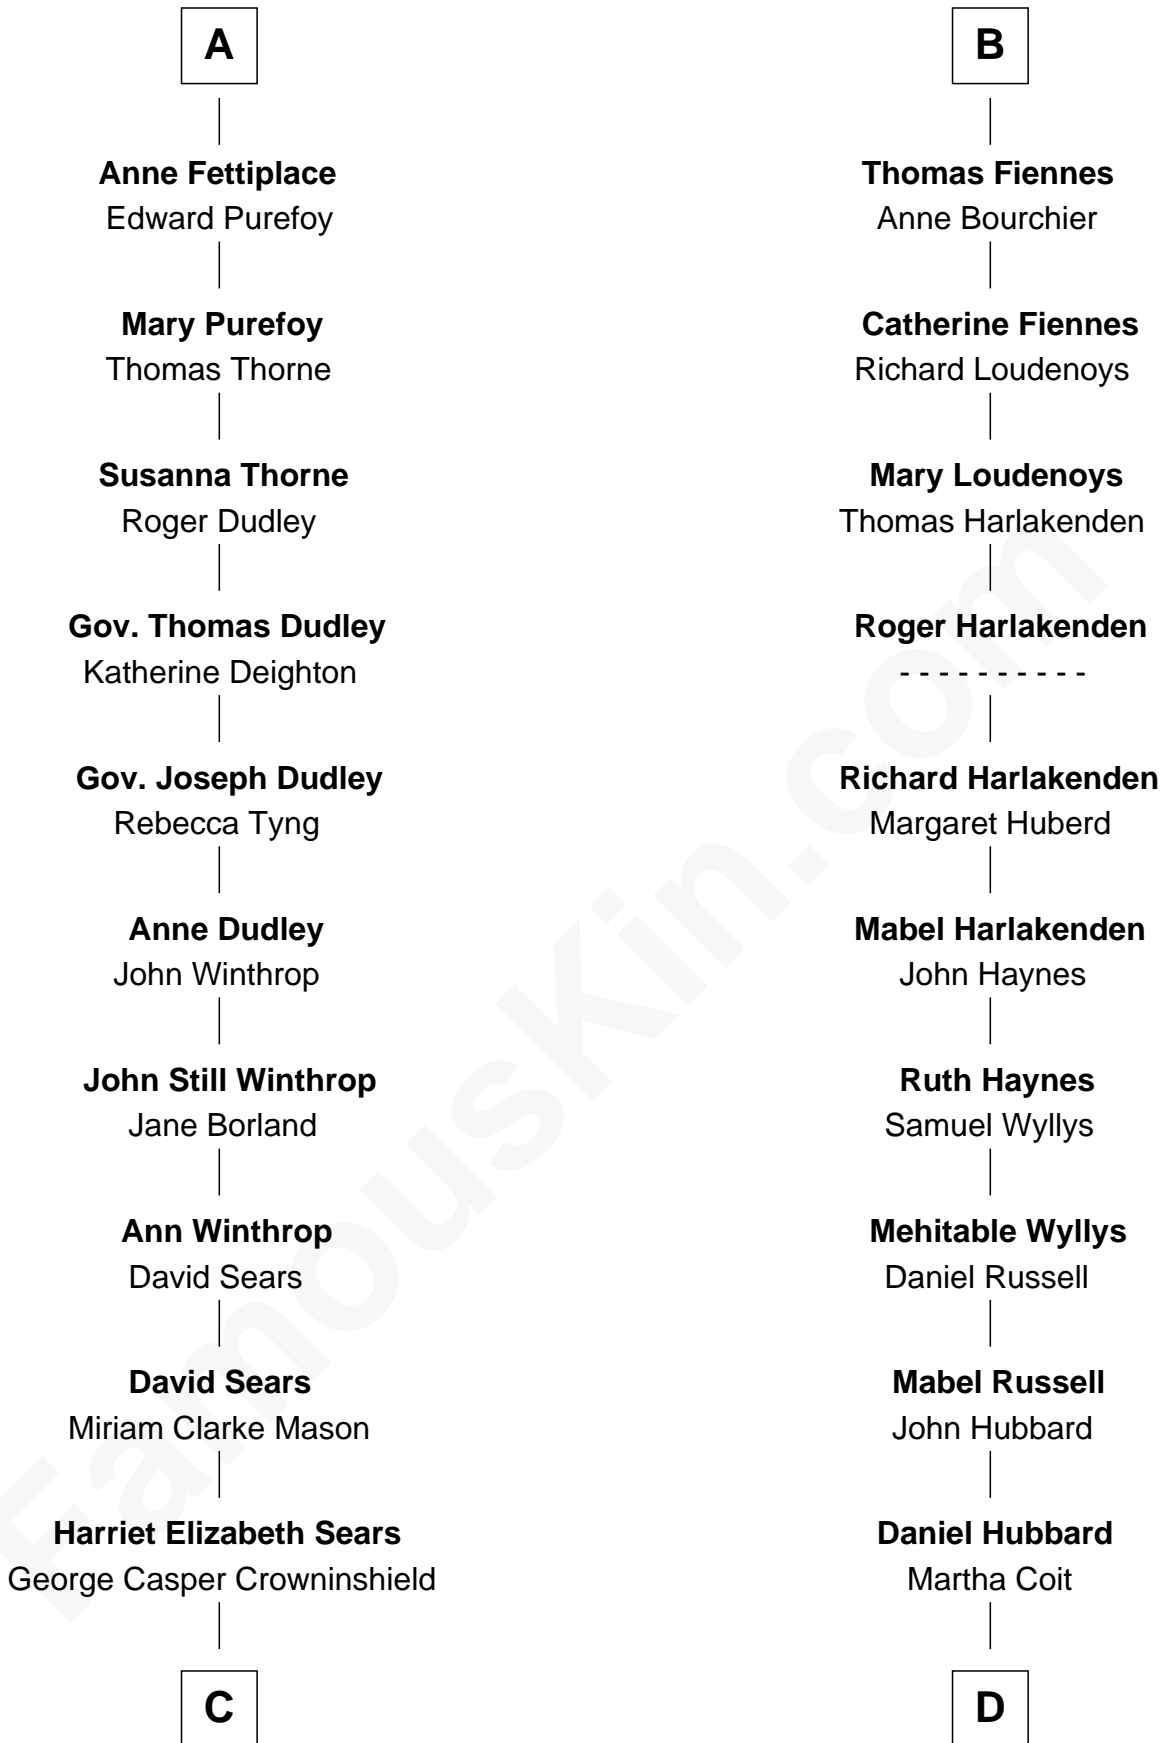 A
Anne Fettiplace
Edward Purefoy
Mary Purefoy
Thomas Thorne
Susanna Thorne
Roger Dudley
Gov. Thomas Dudley
Katherine Deighton
Gov. Joseph Dudley
Rebecca Tyng
Anne Dudley
John Winthrop
John Still Winthrop
Jane Borland
Ann Winthrop
David Sears
David Sears
Miriam Clarke Mason
Harriet Elizabeth Sears
George Casper Crowninshield
C
B
Thomas Fiennes
Anne Bourchier
Catherine Fiennes
Richard Loudenoys
Mary Loudenoys
Thomas Harlakenden
Roger Harlakenden
- - - - - - - - - -
Richard Harlakenden
Margaret Huberd
Mabel Harlakenden
John Haynes
Ruth Haynes
Samuel Wyllys
Mehitable Wyllys
Daniel Russell
Mabel Russell
John Hubbard
Daniel Hubbard
Martha Coit
D
FamousKin.com